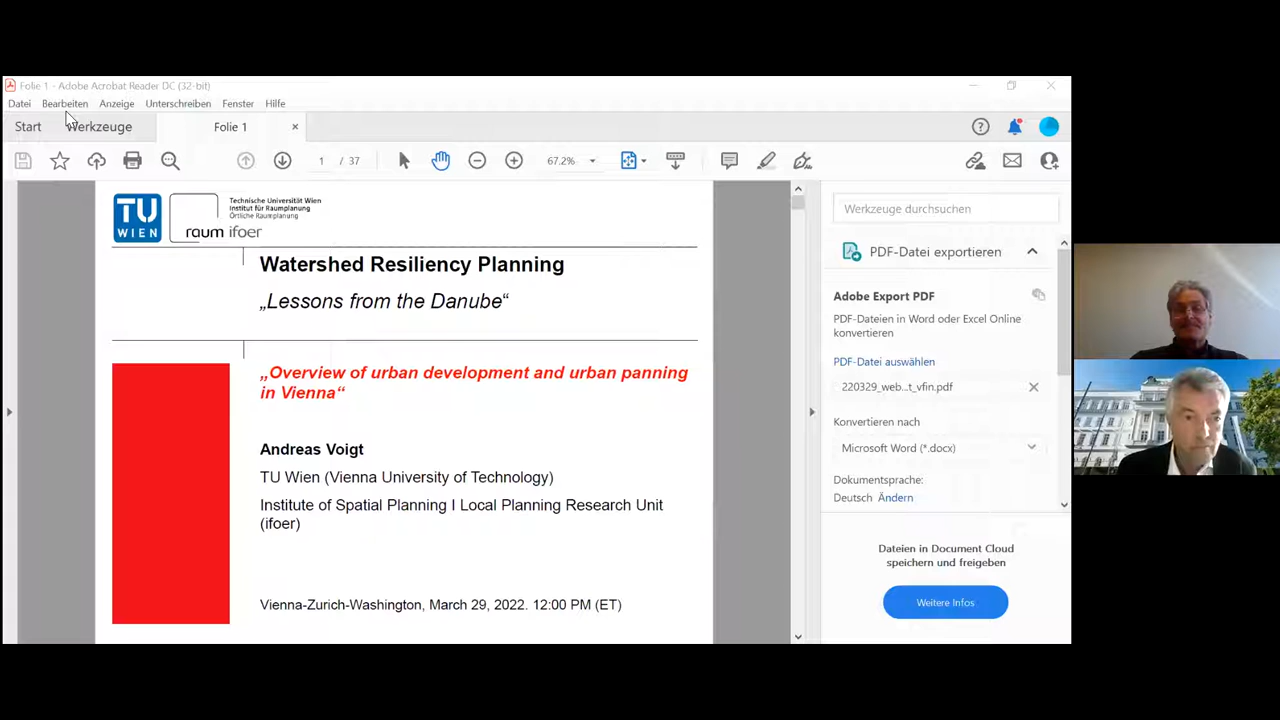 Folie 1 - Adobe Acrobat Reader DC (32-bit)
Datei Bearbeiten Anzeige Unterschreiben Fenster Hilfe
Start Werkzeuge Folie 1
1 / 37 67.2%
TU
WIEN
raum ifoer
Technische Universität Wien
Institut für Raumplanung
Örtliche Raumplanung
Watershed Resiliency Planning
„Lessons from the Danube“
„Overview of urban development and urban panning
in Vienna“
Andreas Voigt
TU Wien (Vienna University of Technology)
Institute of Spatial Planning I Local Planning Research Unit
(ifoer)
Vienna-Zurich-Washington, March 29, 2022. 12:00 PM (ET)
Werkzeuge durchsuchen
PDF-Datei exportieren
Adobe Export PDF
PDF-Dateien in Word oder Excel Online
konvertieren
PDF-Datei auswählen
220329_web...t_vfin.pdf
Konvertieren nach
Microsoft Word (*.docx)
Dokumentsprache:
Deutsch Ändern
Dateien in Document Cloud
speichern und freigeben
Weitere Infos